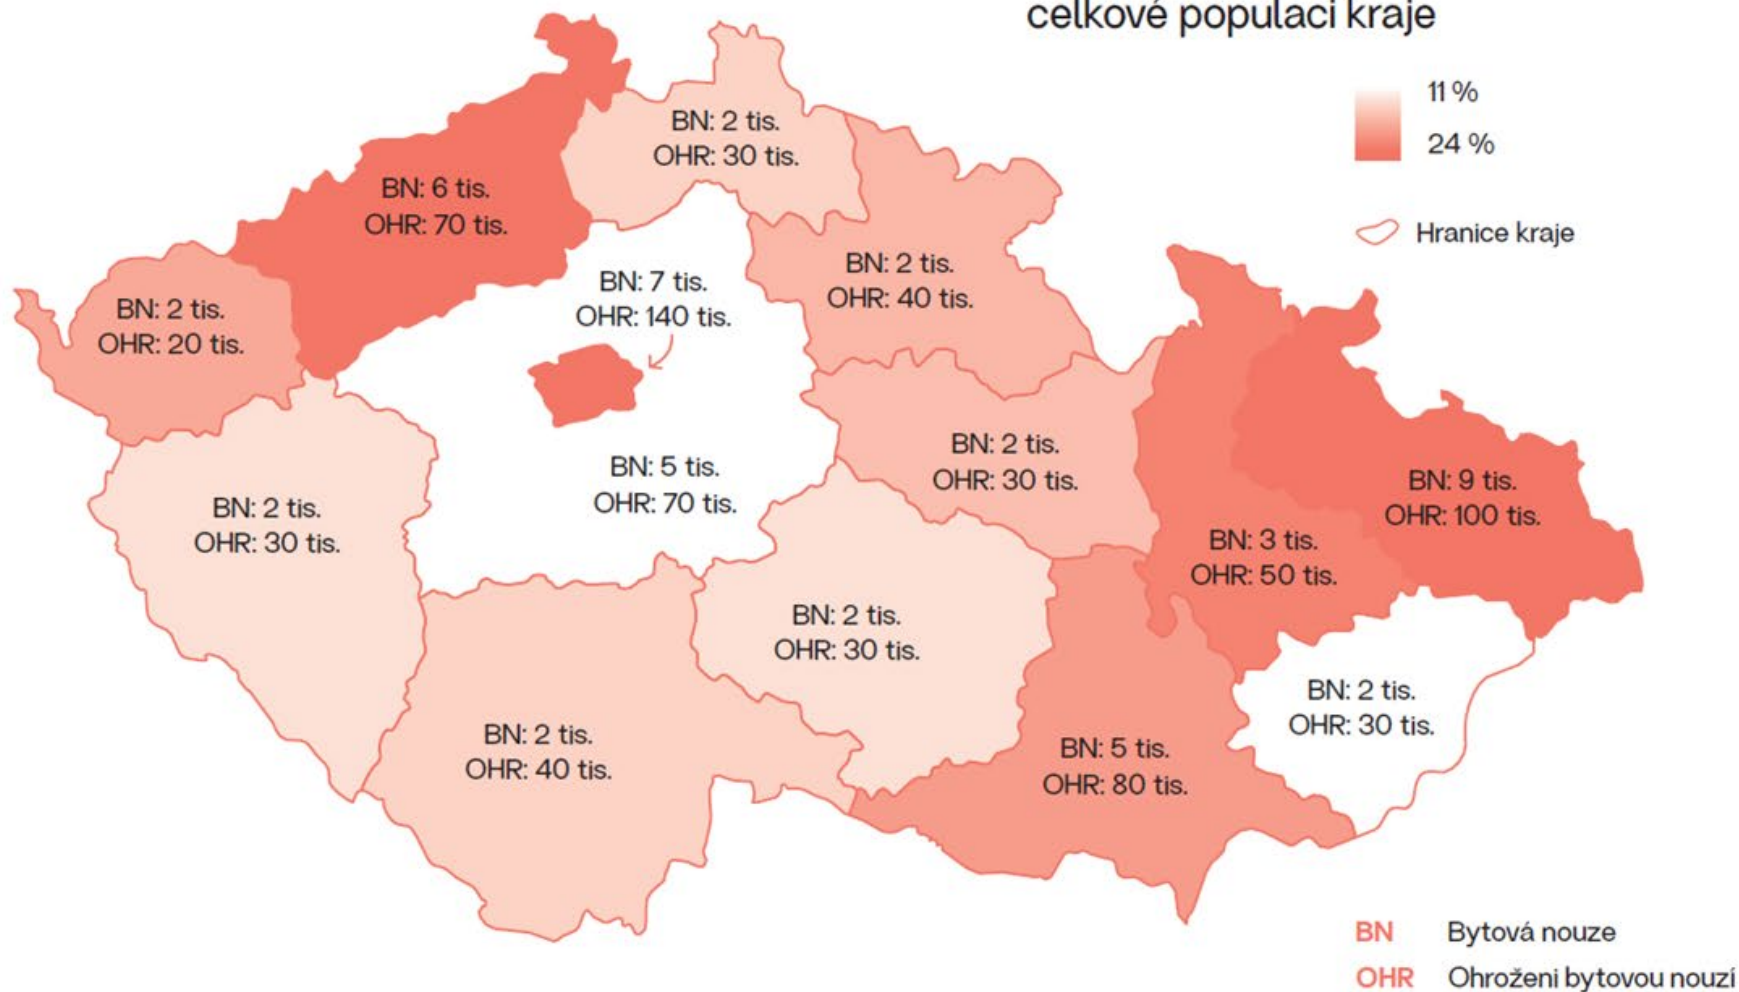 celkové populaci kraje
11 %
24 %
Hranice kraje
BN: 2 tis.
OHR: 30 tis.
BN: 6 tis.
OHR: 70 tis.
BN: 2 tis.
OHR: 40 tis.
BN: 7 tis.
OHR: 140 tis.
BN: 2 tis.
OHR: 20 tis.
BN: 2 tis.
OHR: 30 tis.
BN: 5 tis.
OHR: 70 tis.
BN: 9 tis.
OHR: 100 tis.
BN: 2 tis.
OHR: 30 tis.
BN: 3 tis.
OHR: 50 tis.
BN: 2 tis.
OHR: 30 tis.
BN: 2 tis.
OHR: 30 tis.
BN: 2 tis.
OHR: 40 tis.
BN: 5 tis.
OHR: 80 tis.
BN Bytová nouze
OHR Ohroženi bytovou nouzí